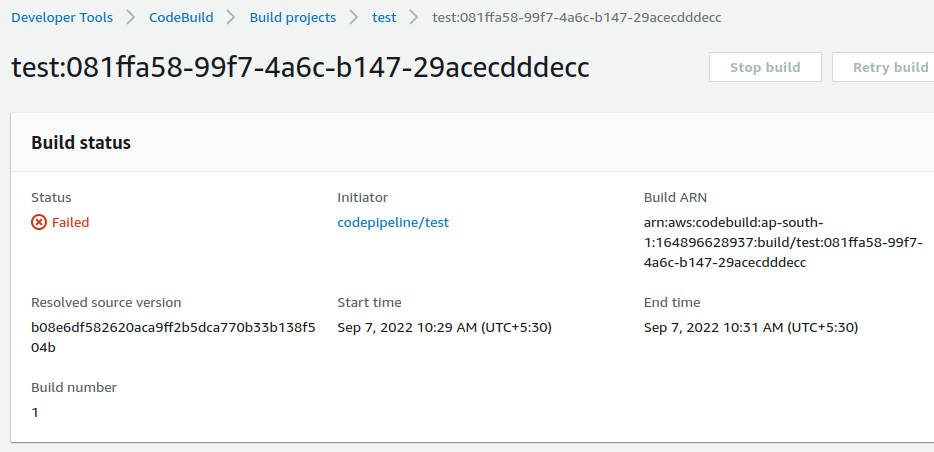 Developer Tools > CodeBuild > Build projects > test > test:081ffa58-99f7-4a6c-b147-29acecdddecc
test:081ffa58-99f7-4a6c-b147-29acecdddecc
Stop build
Retry build
Build status
Status
Failed
Initiator
codepipeline/test
Build ARN
arn:aws:codebuild:ap-south-
1:164896628937:build/test:081ffa58-99f7-
4a6c-b147-29acecdddecc
Resolved source version
b08e6df582620aca9ff2b5dca770b33b138f5
04b
Start time
Sep 7, 2022 10:29 AM (UTC+5:30)
End time
Sep 7, 2022 10:31 AM (UTC+5:30)
Build number
1